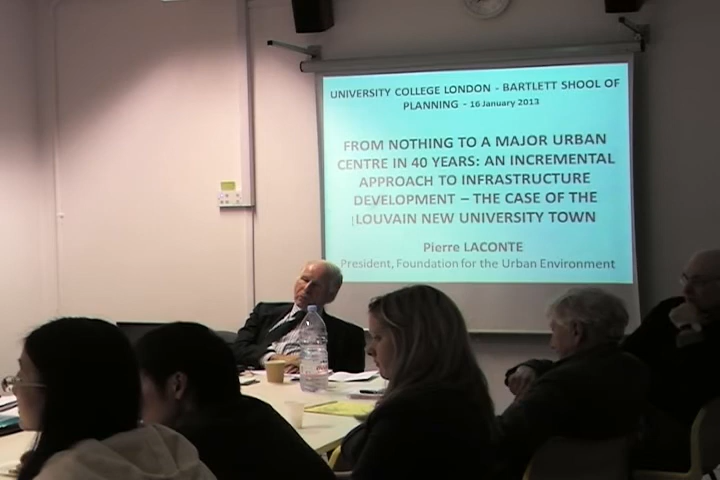 UNIVERSITY COLLEGE LONDON - BARTLETT SHOOL OF
PLANNING - 16 January 2013
FROM NOTHING TO A MAJOR URBAN
CENTRE IN 40 YEARS: AN INCREMENTAL
APPROACH TO INFRASTRUCTURE
DEVELOPMENT – THE CASE OF THE
LOUVAIN NEW UNIVERSITY TOWN
Pierre LACONTE
President, Foundation for the Urban Environment